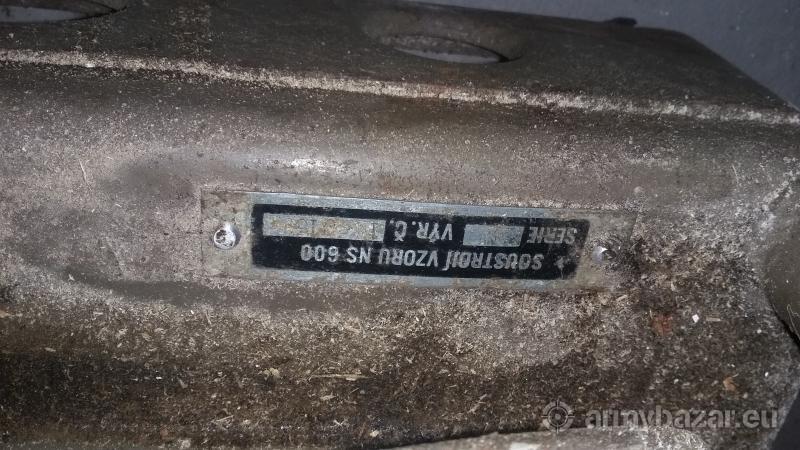 SOUSTROJÍ VZORU NS 600
SERIE VÝR. Č.
armybazar.eu